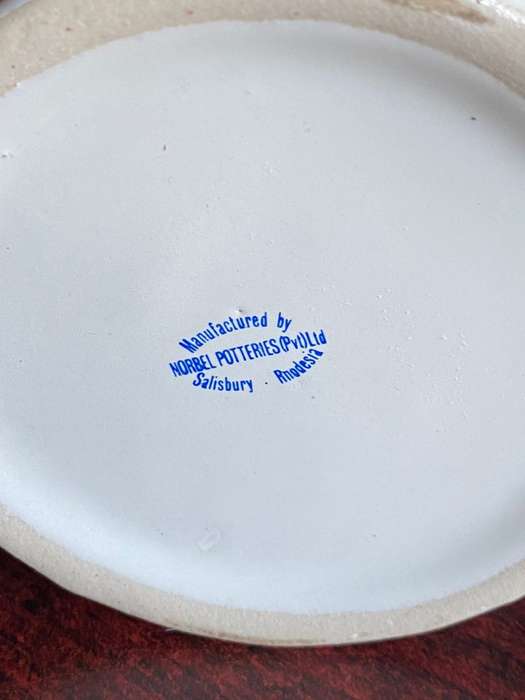 Manufactured by
NORBEL POTTERIES (Pvt) Ltd
Salisbury . Rhodesia